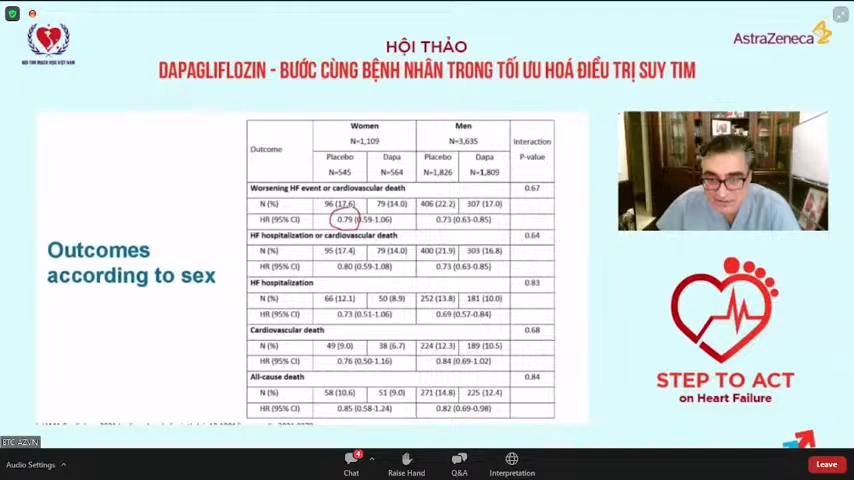 HỘI TIM MẠCH HỌC VIỆT NAM
HỘI THẢO
AstraZeneca
DAPAGLIFLOZIN - BƯỚC CÙNG BỆNH NHÂN TRONG TỐI ƯU HOÁ ĐIỀU TRỊ SUY TIM
Outcomes
according to sex
Outcome
Women
Men
Interaction
P-value
N=1,109
N=3,635
Placebo
Dapa
Placebo
Dapa
N=545
N=564
N=1,826
N=1,809
Worsening HF event or cardiovascular death 0.67
N (%) 96 (17.6) 79 (14.0) 406 (22.2) 307 (17.0)
HR (95% CI) 0.79 (0.59-1.06) 0.73 (0.63-0.85)
HF hospitalization or cardiovascular death 0.64
N (%) 95 (17.4) 79 (14.0) 400 (21.9) 303 (16.8)
HR (95% CI) 0.80 (0.59-1.08) 0.73 (0.63-0.85)
HF hospitalization 0.83
N (%) 66 (12.1) 50 (8.9) 252 (13.8) 181 (10.0)
HR (95% CI) 0.73 (0.51-1.06) 0.69 (0.57-0.84)
Cardiovascular death 0.68
N (%) 49 (9.0) 38 (6.7) 224 (12.3) 189 (10.5)
HR (95% CI) 0.76 (0.50-1.16) 0.84 (0.69-1.02)
All-cause death 0.84
N (%) 58 (10.6) 51 (9.0) 271 (14.8) 225 (12.4)
HR (95% CI) 0.85 (0.58-1.24) 0.82 (0.69-0.98)
STEP TO ACT
on Heart Failure
BTC_AZVN
Audio Settings
4
Chat
Raise Hand
Q&A
Interpretation
Leave